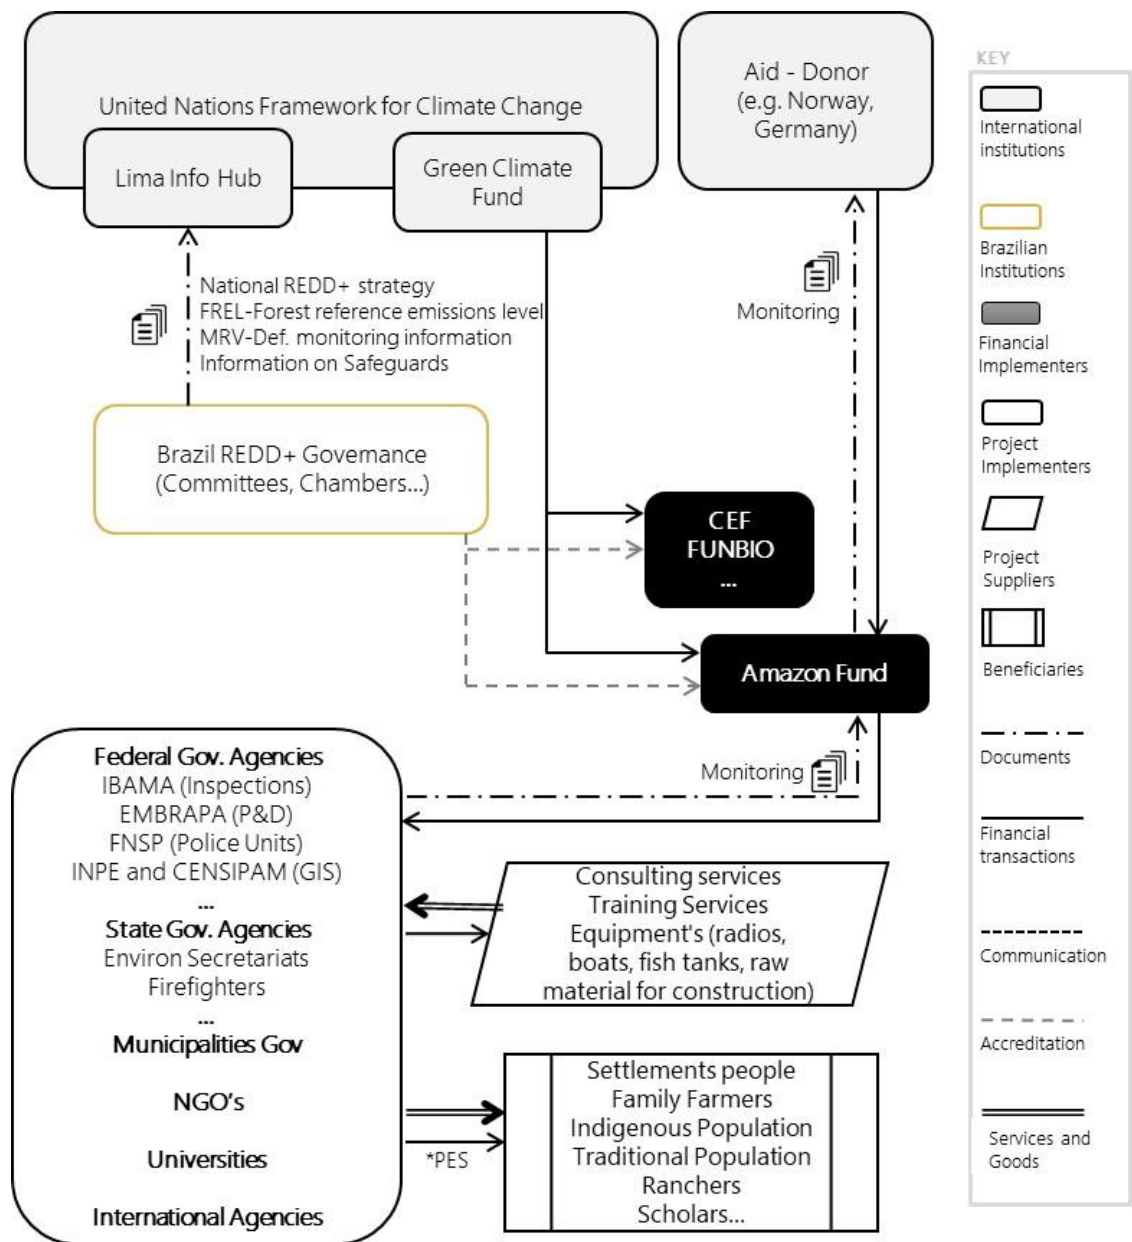 United Nations Framework for Climate Change
Lima Info Hub
Green Climate
Fund
Aid - Donor
(e.g. Norway,
Germany)
National REDD+ strategy
FREL-Forest reference emissions level
MRV-Def. monitoring information
Information on Safeguards
Monitoring
Brazil REDD+ Governance
(Committees, Chambers...)
CEF
FUNBIO
...
Amazon Fund
Monitoring
Federal Gov. Agencies
IBAMA (Inspections)
EMBRAPA (P&D)
FNSP (Police Units)
INPE and CENSIPAM (GIS)
...
State Gov. Agencies
Environ Secretariats
Firefighters
...
Municipalities Gov
NGO's
Universities
International Agencies
Consulting services
Training Services
Equipment's (radios,
boats, fish tanks, raw
material for construction)
*PES
Settlements people
Family Farmers
Indigenous Population
Traditional Population
Ranchers
Scholars...
KEY
International
institutions
Brazilian
Institutions
Financial
Implementers
Project
Implementers
Project
Suppliers
Beneficiaries
Documents
Financial
transactions
Communication
Accreditation
Services and
Goods